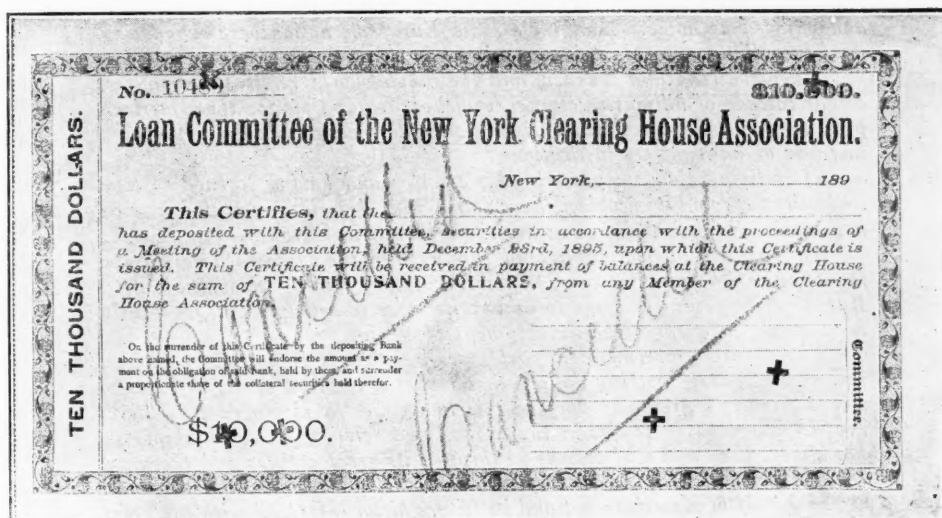 TEN THOUSAND DOLLARS.
No.
$10,000.
Loan Committee of the New York Clearing House Association.
New York, 189
This Certifies, that the
has deposited with this Committee, securities in accordance with the proceedings of
a Meeting of the Association, held December 23rd, 1895, upon which this Certificate is
issued. This Certificate will be received in payment of balances at the Clearing House
for the sum of TEN THOUSAND DOLLARS, from any Member of the Clearing
House Association.
On the surrender of this Certificate by the depositing Bank
above named, the Committee will endorse the amount as a pay-
ment on the obligation of said Bank, held by them, and surrender
a proportionate share of the collateral securities held therefor.
$10,000.
Committee.
Cancelled
Cancelled